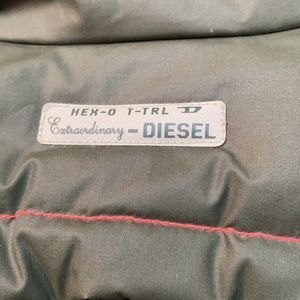 HEX-O T-TRL D
Extraordinary - DIESEL